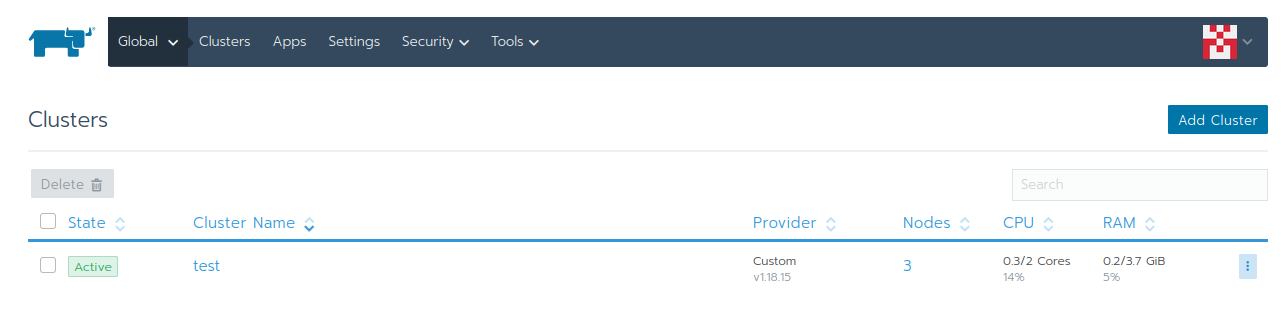 Global Clusters Apps Settings Security Tools
Clusters
Add Cluster
Delete
Search
State Cluster Name Provider Nodes CPU RAM
Active test Custom 3 0.3/2 Cores 0.2/3.7 GiB
v1.18.15 14% 5%